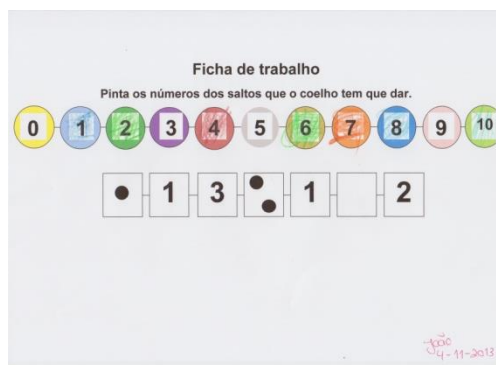 Ficha de trabalho
Pinta os números dos saltos que o coelho tem que dar.
0 1 2 3 4 5 6 7 8 9 10
1 3 1 2
João
4-11-2013